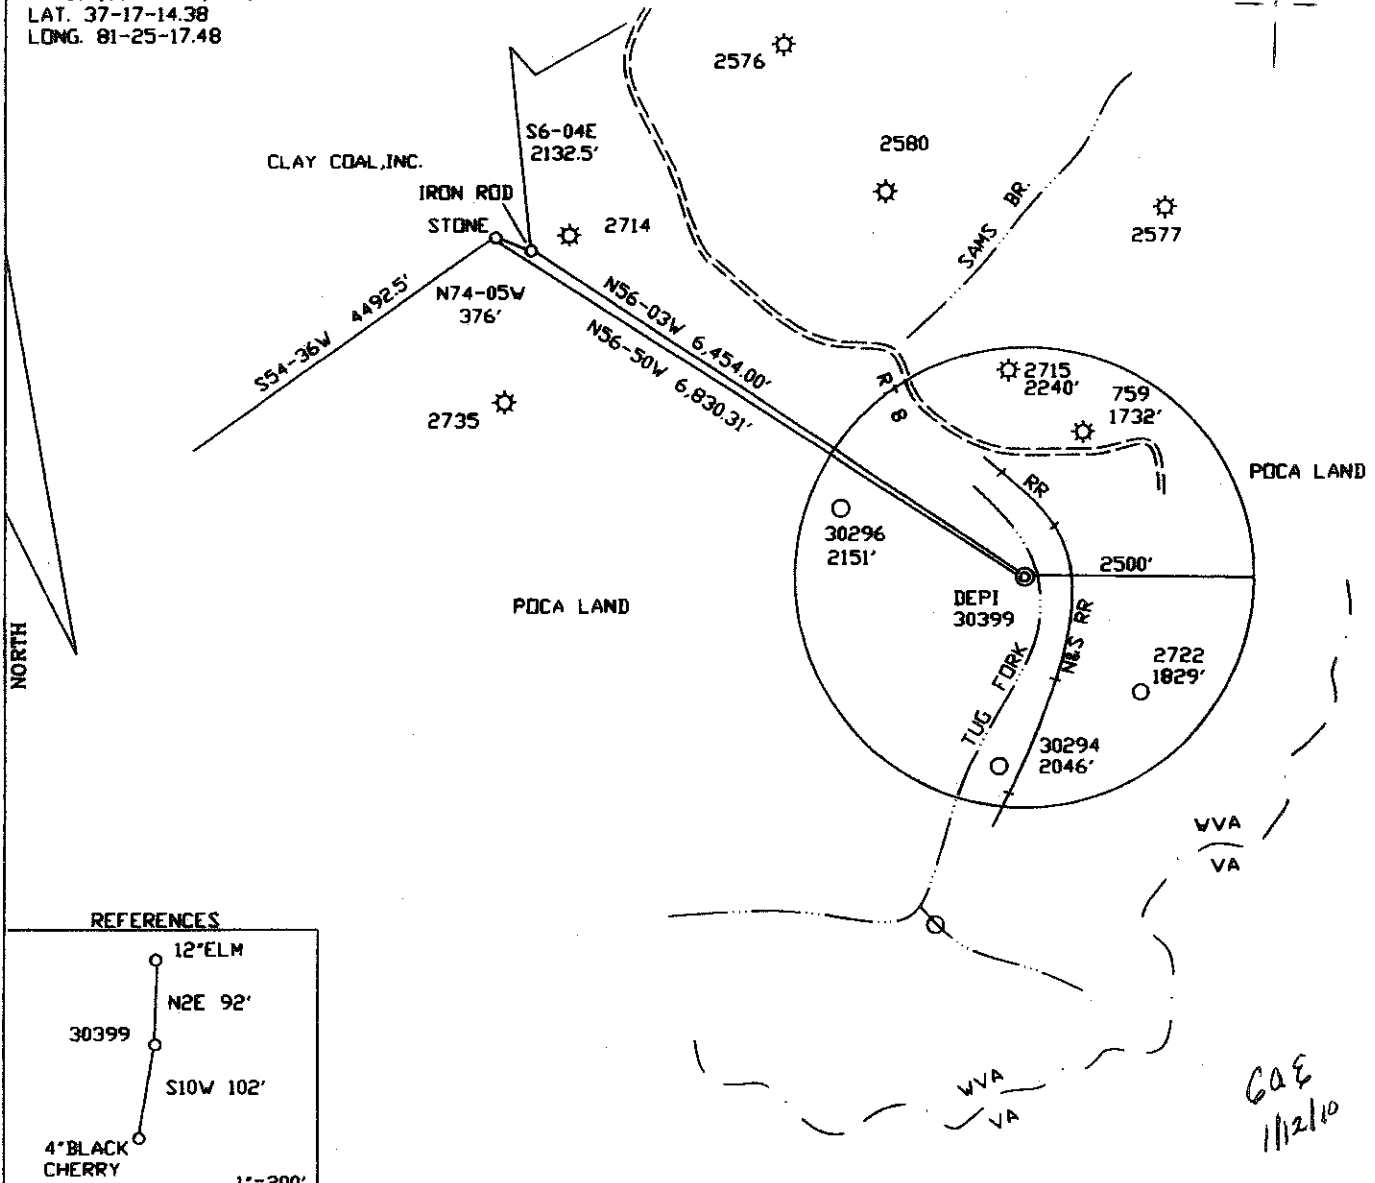 LAT. 37-17-14.38
LONG. 81-25-17.48
2576
S6-04E
2132.5'
2580
CLAY COAL,INC.
IRON ROD
STONE
2714
SAMS BR.
2577
S54-36W 4492.5'
N74-05W
376'
N56-03W 6,454.00'
N56-50W 6,830.31'
2735
R
B
2715
2240'
759
1732'
RR
POCA LAND
30296
2151'
2500'
POCA LAND
DEPI
30399
N&S RR
NORTH
TUG FORK
2722
1829'
30294
2046'
WVA
VA
REFERENCES
12"ELM
N2E 92'
30399
S10W 102'
4"BLACK
CHERRY
WVA
VA
1/12/10